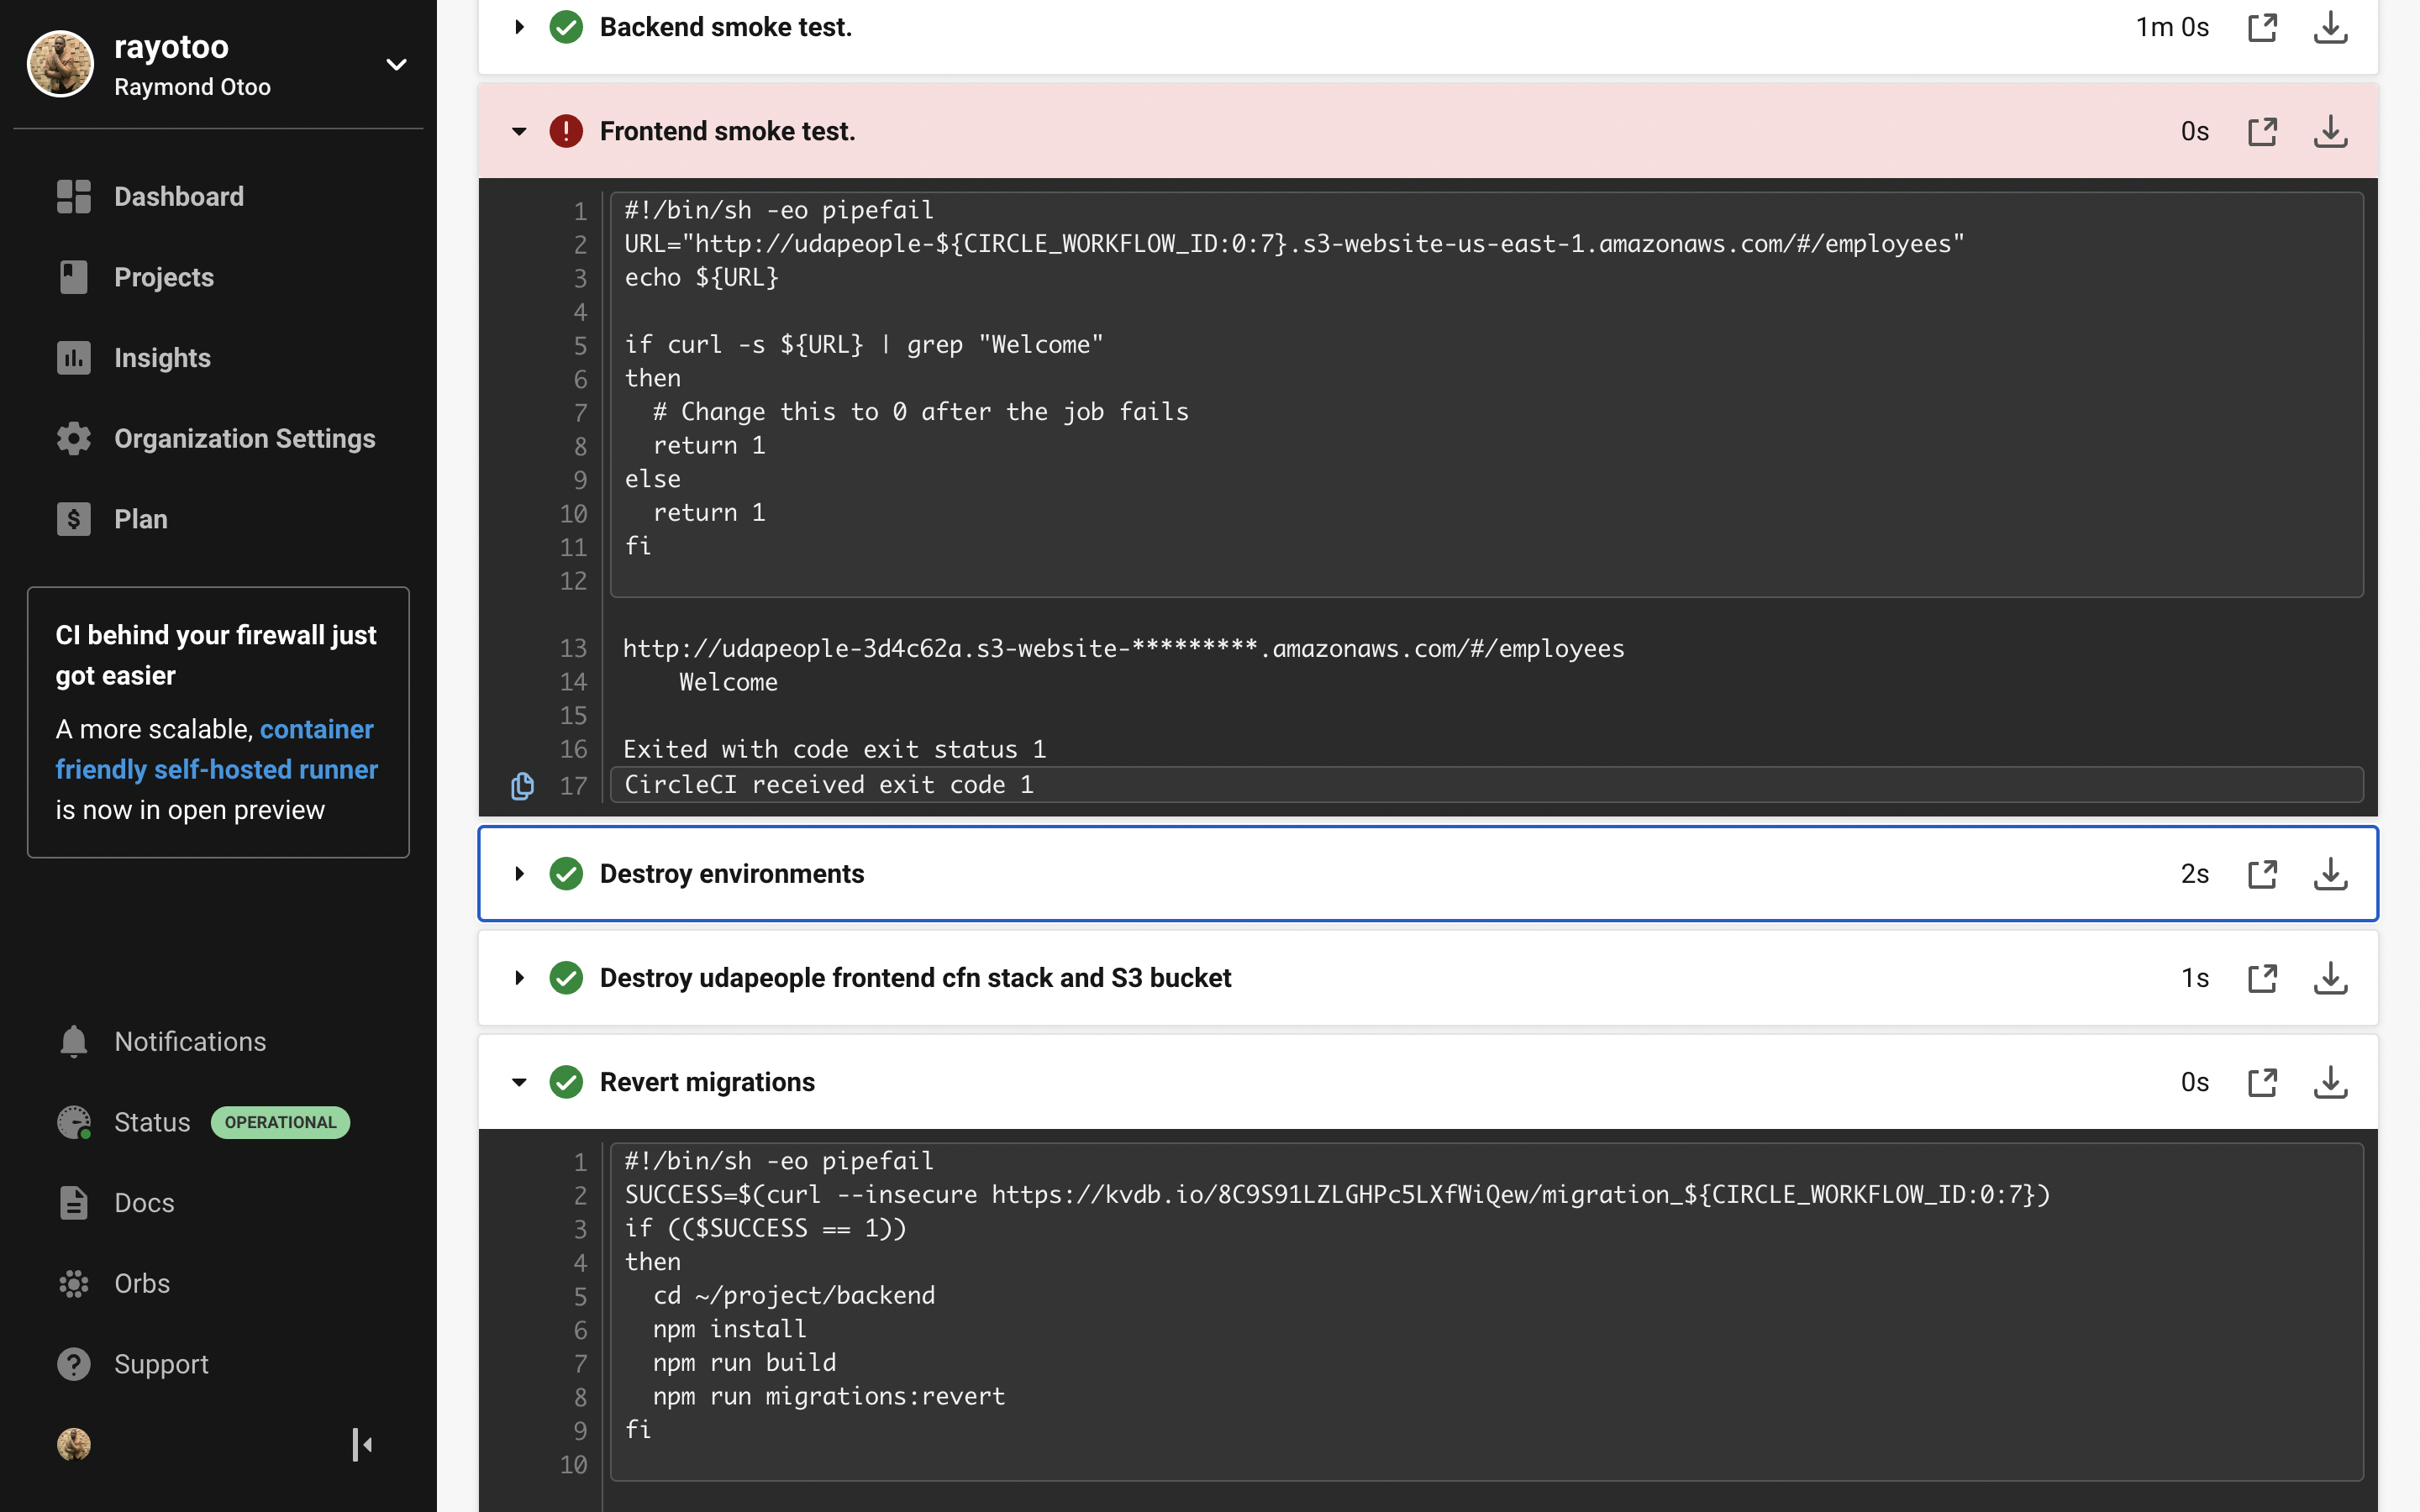 rayotoo
Raymond Otoo
Dashboard
Projects
Insights
Organization Settings
Plan
CI behind your firewall just
got easier
A more scalable, container
friendly self-hosted runner
is now in open preview
Notifications
Status OPERATIONAL
Docs
Orbs
Support
Backend smoke test. 1m 0s
Frontend smoke test. 0s
1 #!/bin/sh -eo pipefail
2 URL="http://udapeople-${CIRCLE_WORKFLOW_ID:0:7}.s3-website-us-east-1.amazonaws.com/#/employees"
3 echo ${URL}
4
5 if curl -s ${URL} | grep "Welcome"
6 then
7   # Change this to 0 after the job fails
8   return 1
9 else
10   return 1
11 fi
12
13 http://udapeople-3d4c62a.s3-website-*********.amazonaws.com/#/employees
14     Welcome
15
16 Exited with code exit status 1
17 CircleCI received exit code 1
Destroy environments 2s
Destroy udapeople frontend cfn stack and S3 bucket 1s
Revert migrations 0s
1 #!/bin/sh -eo pipefail
2 SUCCESS=$(curl --insecure https://kvdb.io/8C9S91LZLGHPc5LXfWiQew/migration_${CIRCLE_WORKFLOW_ID:0:7})
3 if (($SUCCESS == 1))
4 then
5   cd ~/project/backend
6   npm install
7   npm run build
8   npm run migrations:revert
9 fi
10